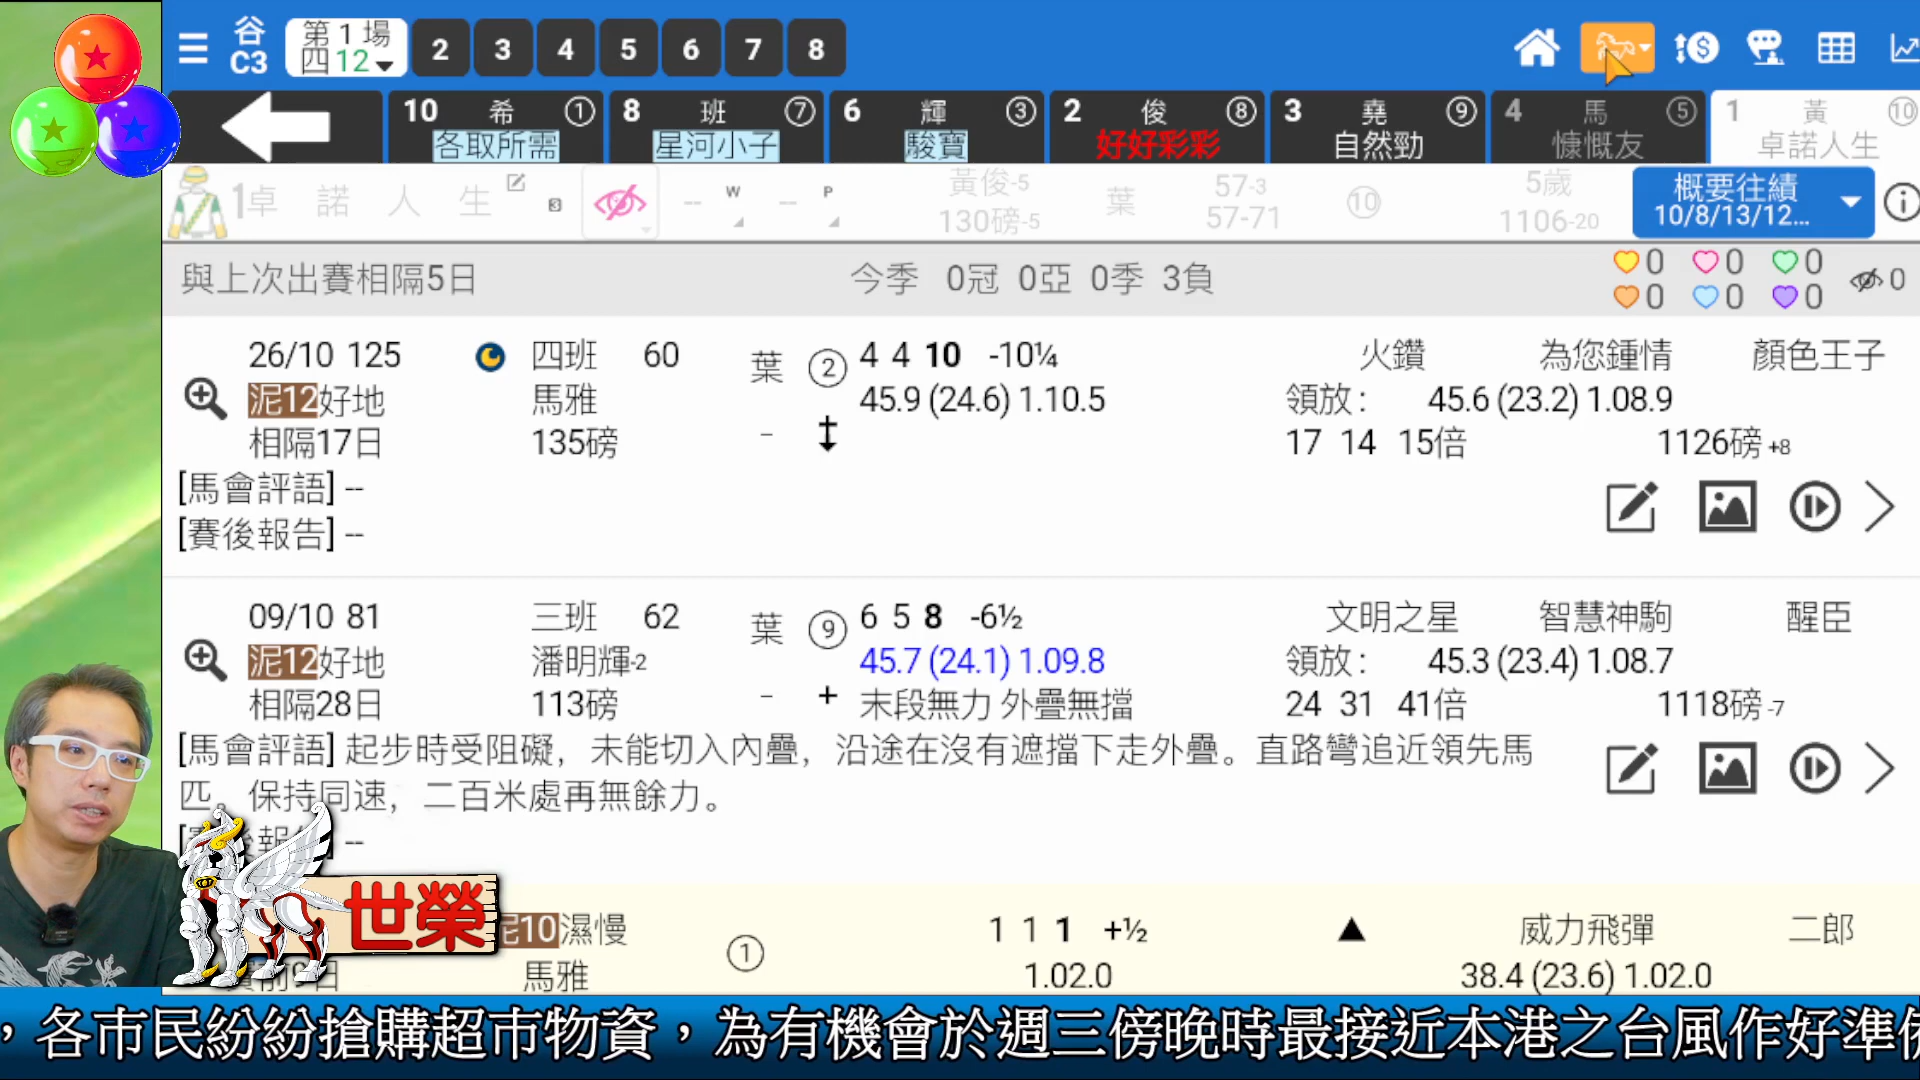 谷 C3
第1場
四12
2 3 4 5 6 7 8
10 希 ①
各取所需
8 班 ⑦
星河小子
6 輝 ③
駿寶
2 俊 ⑧
好好彩彩
3 堯 ⑨
自然勁
4 馬 ⑤
慷慨友
1 黃 ⑩
卓諾人生
1卓諾人生 3
-- W -- P
黃俊-5
130磅-5
葉
57-3
57-71
⑩
5歲
1106-20
概要往績
10/8/13/12...
與上次出賽相隔5日 今季 0冠 0亞 0季 3負
0 0 0
0 0 0
0
26/10 125 四班 60 葉 ② 4 4 10 -10¼ 火鑽 為您鍾情 顏色王子
泥12好地 馬雅 45.9 (24.6) 1.10.5 領放: 45.6 (23.2) 1.08.9
相隔17日 135磅 - 17 14 15倍 1126磅 +8
[馬會評語] --
[賽後報告] --
09/10 81 三班 62 葉 ⑨ 6 5 8 -6½ 文明之星 智慧神駒 醒臣
泥12好地 潘明輝-2 45.7 (24.1) 1.09.8 領放: 45.3 (23.4) 1.08.7
相隔28日 113磅 - + 末段無力 外疊無擋 24 31 41倍 1118磅 -7
[馬會評語] 起步時受阻礙，未能切入內疊，沿途在沒有遮擋下走外疊。直路彎追近領先馬
匹。保持同速，二百米處再無餘力。
--
泥10濕慢 ① 1 1 1 +½ ▲ 威力飛彈 二郎
馬雅 1.02.0 38.4 (23.6) 1.02.0
世榮
，各市民紛紛搶購超市物資，為有機會於週三傍晚時最接近本港之台風作好準備